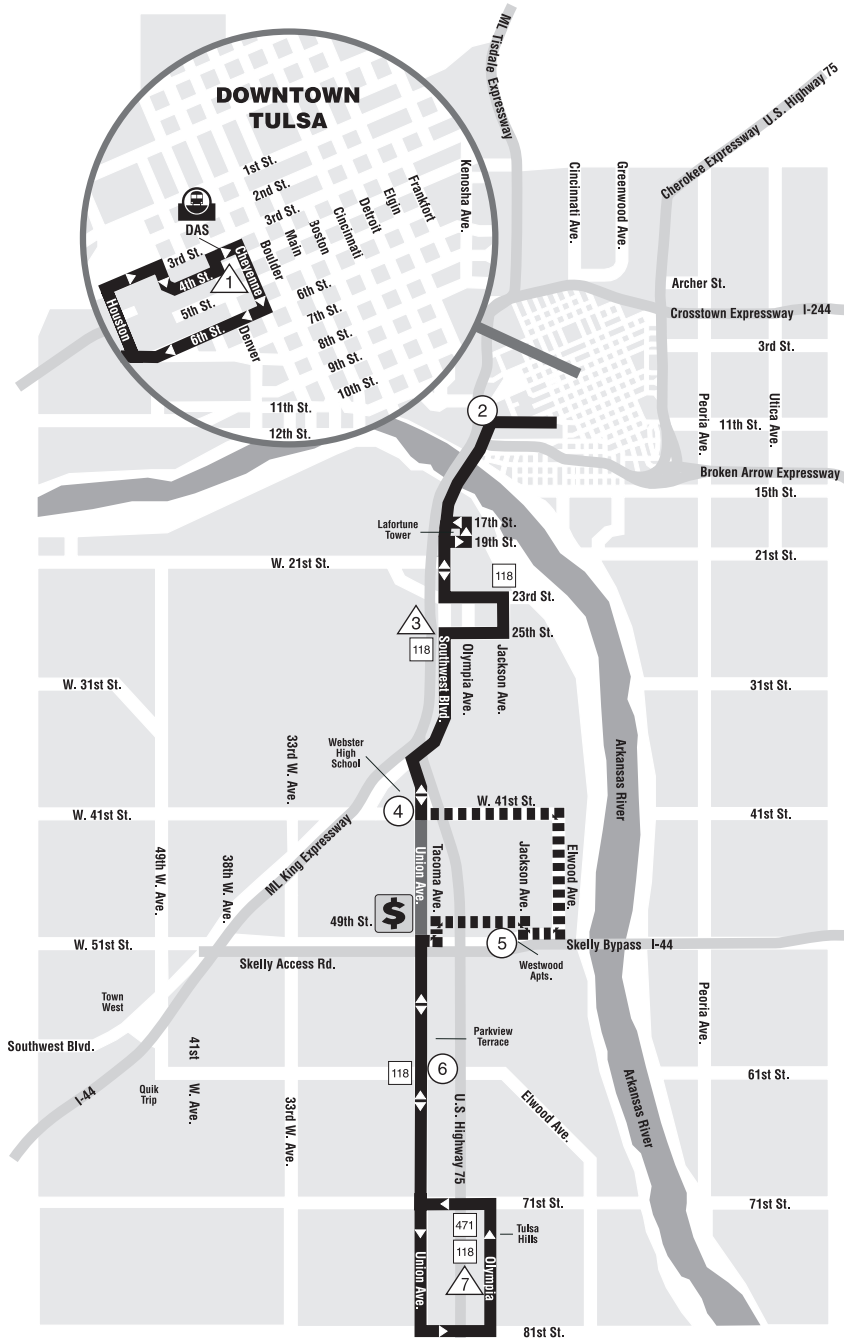 DOWNTOWN
TULSA
ML Tisdale Expressway
Cherokee Expressway U.S. Highway 75
Kenosha Ave.
Cincinnati Ave.
Greenwood Ave.
1st St.
2nd St.
3rd St.
DAS
3rd St.
4th St.
5th St.
6th St.
Houston
Cheyenne
1
Denver
Boulder
Main
Boston
Cincinnati
Detroit
Elgin
Frankfort
6th St.
7th St.
8th St.
9th St.
10th St.
11th St.
12th St.
Archer St.
Crosstown Expressway I-244
3rd St.
Peoria Ave.
11th St.
Utica Ave.
Broken Arrow Expressway
15th St.
2
Lafortune
Tower
17th St.
19th St.
W. 21st St.
21st St.
118
23rd St.
3
118
25th St.
Southwest Blvd.
Olympia Ave.
Jackson Ave.
W. 31st St.
31st St.
Arkansas River
Webster
High
School
33rd W. Ave.
W. 41st St.
4
W. 41st St.
41st St.
49th W. Ave.
38th W. Ave.
ML King Expressway
Union Ave.
Tacoma Ave.
Jackson Ave.
Elwood Ave.
49th St.
$
W. 51st St.
Skelly Access Rd.
5
Westwood
Apts.
Skelly Bypass I-44
Town
West
Parkview
Terrace
Peoria Ave.
Southwest Blvd.
41st W. Ave.
118
6
61st St.
I-44
Quik
Trip
33rd W. Ave.
U.S. Highway 75
Elwood Ave.
Arkansas River
71st St.
71st St.
471
118
7
Tulsa
Hills
Union Ave.
Olympia
81st St.